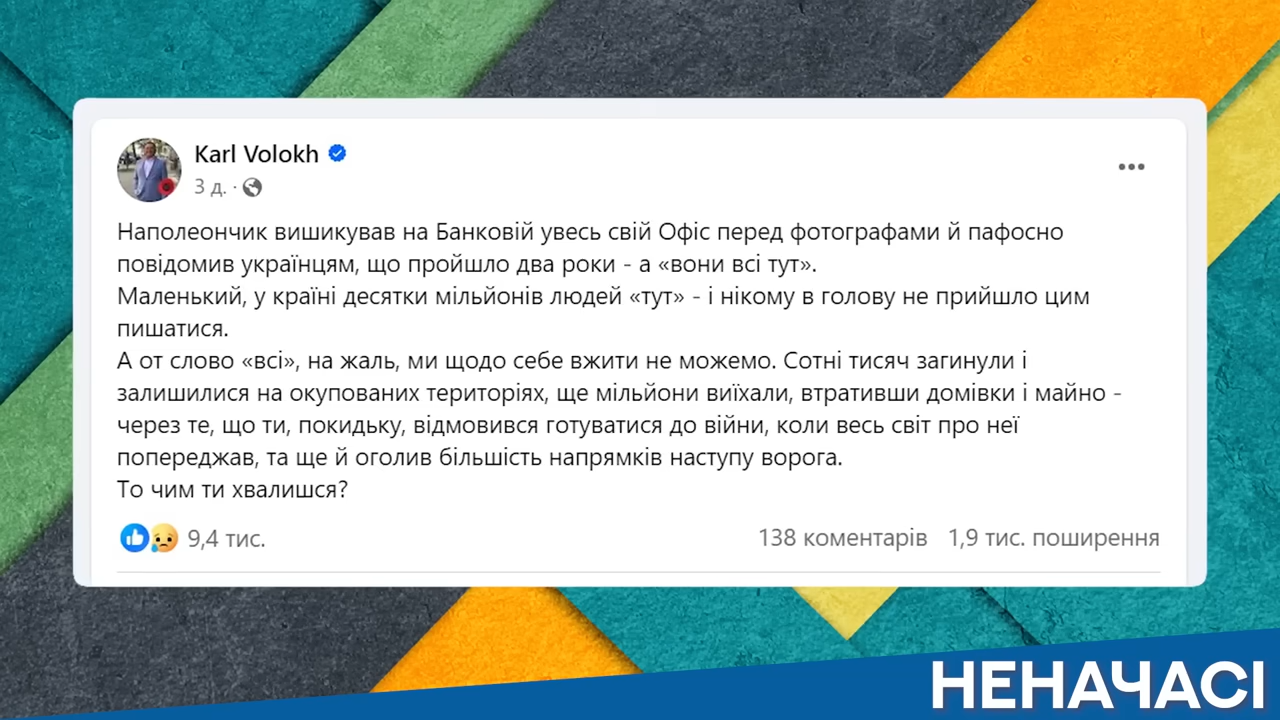 Karl Volokh
3 д. ·
Наполеончик вишикував на Банковій увесь свій Офіс перед фотографами й пафосно
повідомив українцям, що пройшло два роки - а «вони всі тут».
Маленький, у країні десятки мільйонів людей «тут» - і нікому в голову не прийшло цим
пишатися.
А от слово «всі», на жаль, ми щодо себе вжити не можемо. Сотні тисяч загинули і
залишилися на окупованих територіях, ще мільйони виїхали, втративши домівки і майно -
через те, що ти, покидьку, відмовився готуватися до війни, коли весь світ про неї
попереджав, та ще й оголив більшість напрямків наступу ворога.
То чим ти хвалишся?
9,4 тис.
138 коментарів 1,9 тис. поширення
НЕНАЧАСІ